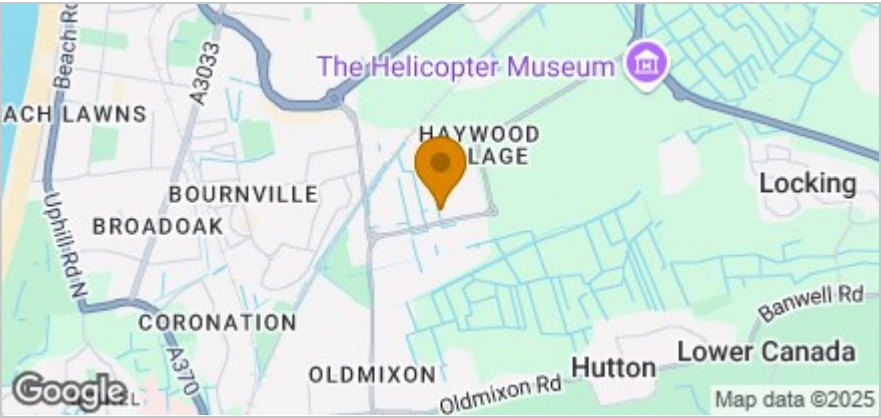 Beach Ro
A3033
The Helicopter Museum
ACH LAWNS
HAYWOOD
LAGE
Locking
BOURNVILLE
BROADOAK
Uphill Rd N
Banwell Rd
CORONATION
A370
OLDMIXON
Hutton
Lower Canada
Oldmixon Rd
Google
Map data ©2025